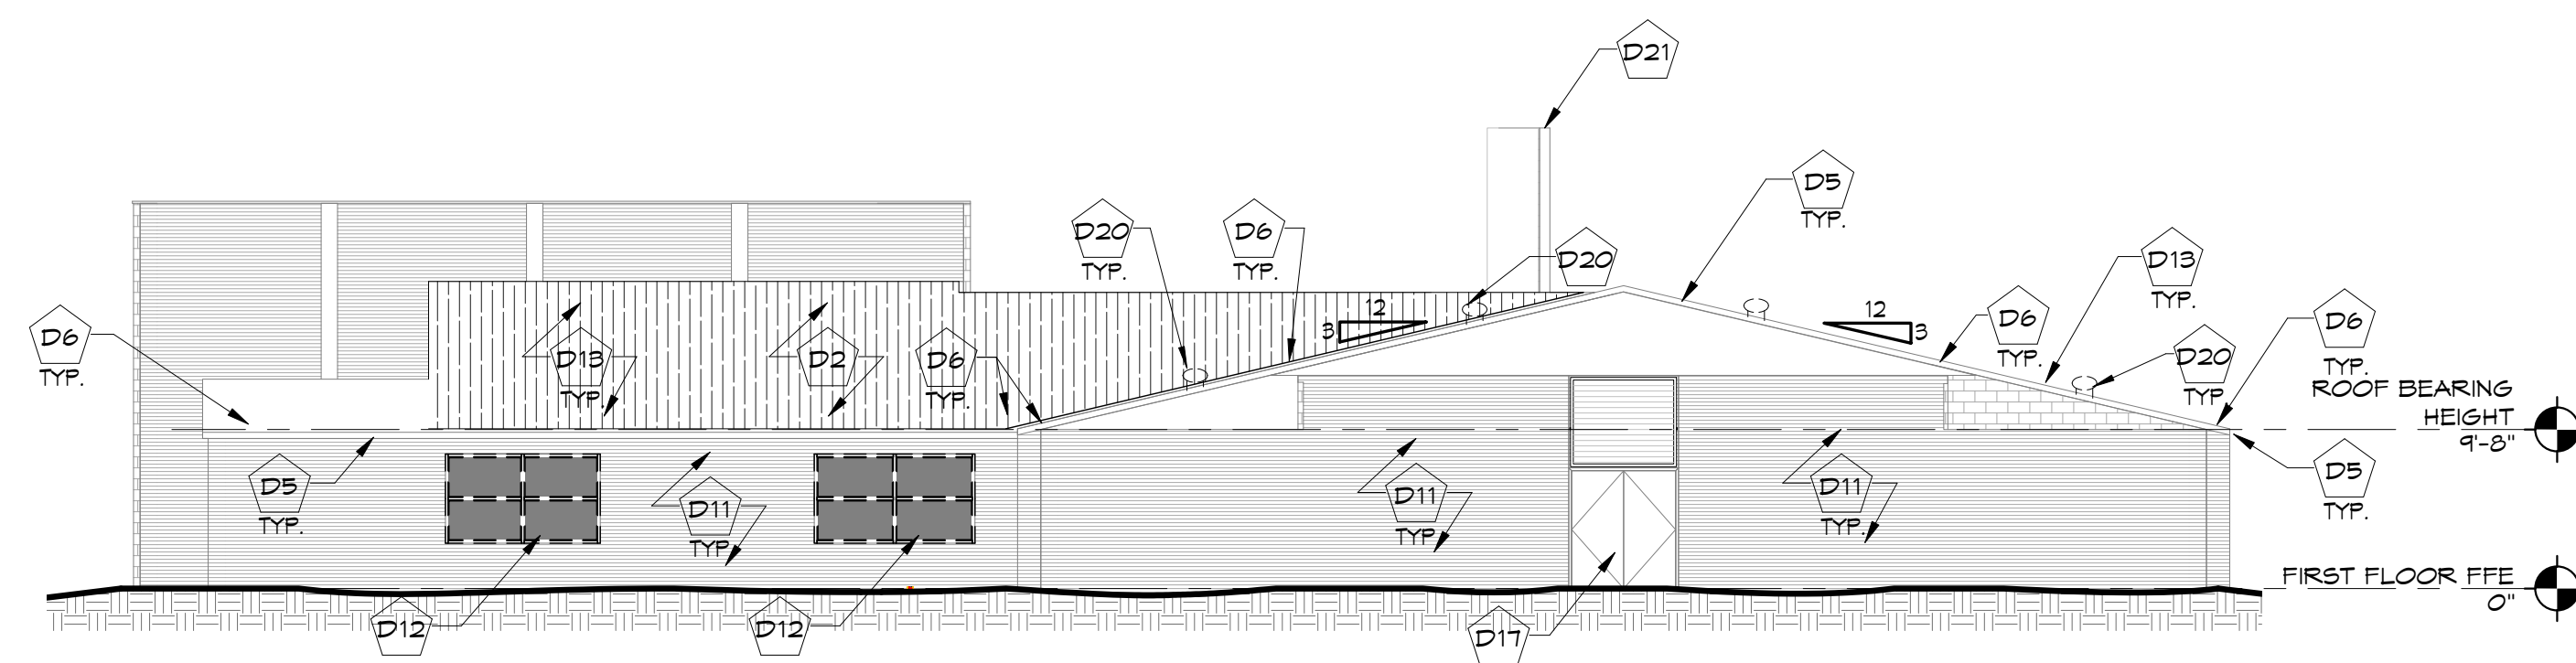 D21
D5
TYP.
D20
TYP.
D6
TYP.
D20
D13
TYP.
12
3
12
3
D6
TYP.
D6
TYP.
D6
TYP.
D13
TYP.
D2
D6
TYP.
D20
TYP
ROOF BEARING
HEIGHT
9'-8"
D5
TYP.
D11
TYP
D11
TYP
D11
TYP.
D5
TYP.
FIRST FLOOR FFE
0"
D12
D12
D17